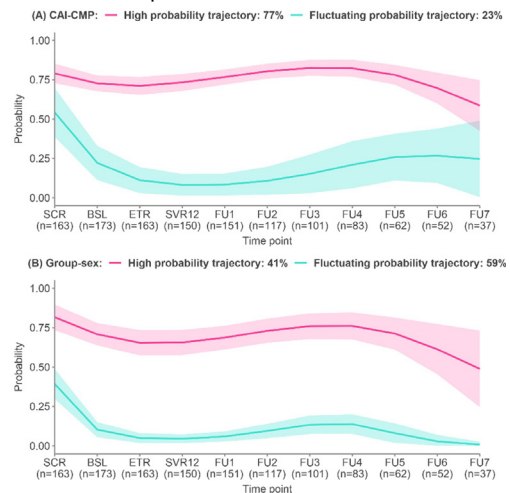 (A) CAI-CMP: High probability trajectory: 77% Fluctuating probability trajectory: 23%
1.00
0.75
0.50
0.25
0.00
Probability
SCR BSL ETR SVR12 FU1 FU2 FU3 FU4 FU5 FU6 FU7
(n=163) (n=173) (n=163) (n=150) (n=151) (n=117) (n=101) (n=83) (n=62) (n=52) (n=37)
Time point
(B) Group-sex: High probability trajectory: 41% Fluctuating probability trajectory: 59%
1.00
0.75
0.50
0.25
0.00
Probability
SCR BSL ETR SVR12 FU1 FU2 FU3 FU4 FU5 FU6 FU7
(n=163) (n=173) (n=163) (n=150) (n=151) (n=117) (n=101) (n=83) (n=62) (n=52) (n=37)
Time point